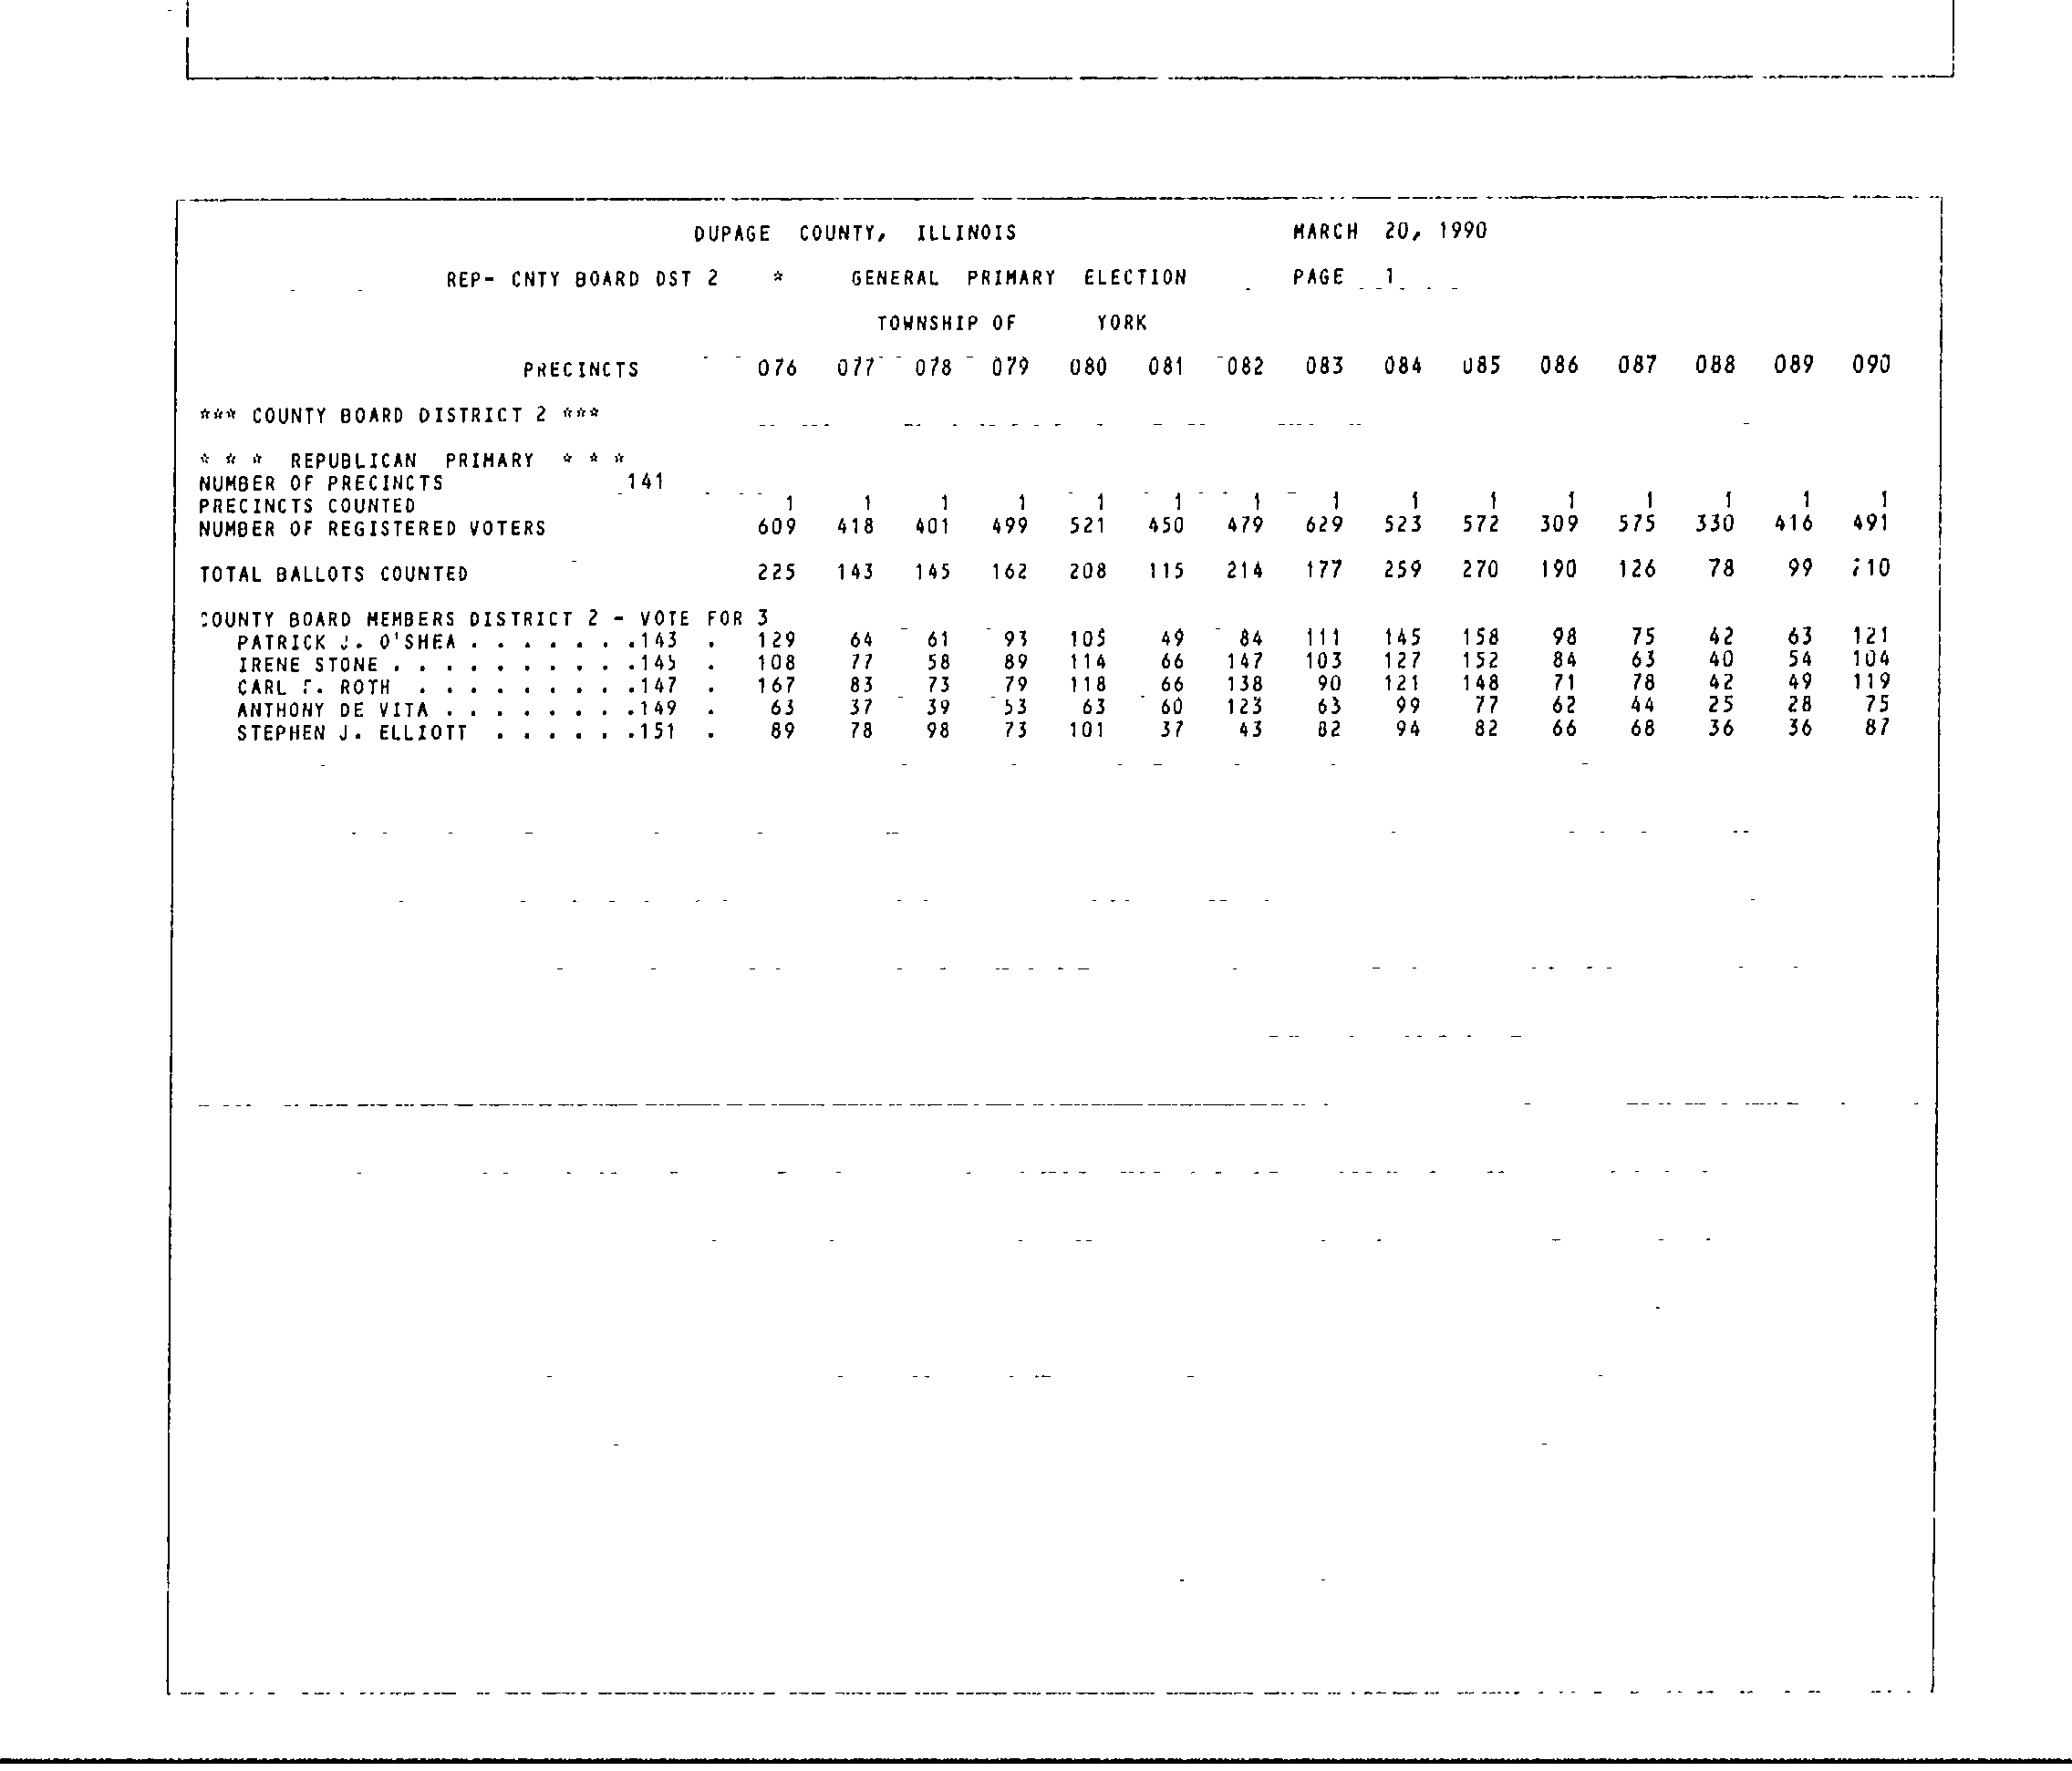 DUPAGE COUNTY, ILLINOIS MARCH 20, 1990
REP- CNTY BOARD DST 2 * GENERAL PRIMARY ELECTION PAGE 1
TOWNSHIP OF YORK
PRECINCTS 076 077 078 079 080 081 082 083 084 085 086 087 088 089 090
*** COUNTY BOARD DISTRICT 2 ***
* * * REPUBLICAN PRIMARY * * *
NUMBER OF PRECINCTS 141
PRECINCTS COUNTED 1 1 1 1 1 1 1 1 1 1 1 1 1 1 1
NUMBER OF REGISTERED VOTERS 609 418 401 499 521 450 479 629 523 572 309 575 330 416 491
TOTAL BALLOTS COUNTED 225 143 145 162 208 115 214 177 259 270 190 126 78 99 210
COUNTY BOARD MEMBERS DISTRICT 2 - VOTE FOR 3
PATRICK J. O'SHEA . . . . . . .143 . 129 64 61 93 105 49 84 111 145 158 98 75 42 63 121
IRENE STONE . . . . . . . . . .145 . 108 77 58 89 114 66 147 103 127 152 84 63 40 54 104
CARL F. ROTH . . . . . . . . .147 . 167 83 73 79 118 66 138 90 121 148 71 78 42 49 119
ANTHONY DE VITA . . . . . . . .149 . 63 37 39 53 63 60 123 63 99 77 62 44 25 28 75
STEPHEN J. ELLIOTT . . . . . .151 . 89 78 98 73 101 37 43 82 94 82 66 68 36 36 87